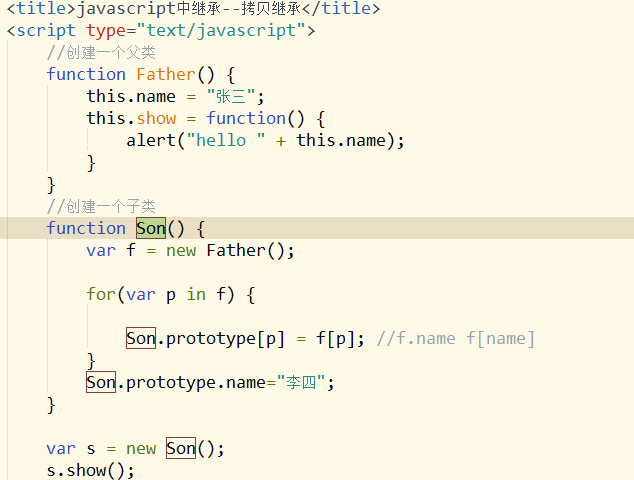 <title>javascript中继承--拷贝继承</title>
<script type="text/javascript">
//创建一个父类
function Father() {
this.name = "张三";
this.show = function() {
alert("hello " + this.name);
}
}
//创建一个子类
function Son() {
var f = new Father();
for(var p in f) {
Son.prototype[p] = f[p]; //f.name f[name]
}
Son.prototype.name="李四";
}
var s = new Son();
s.show();